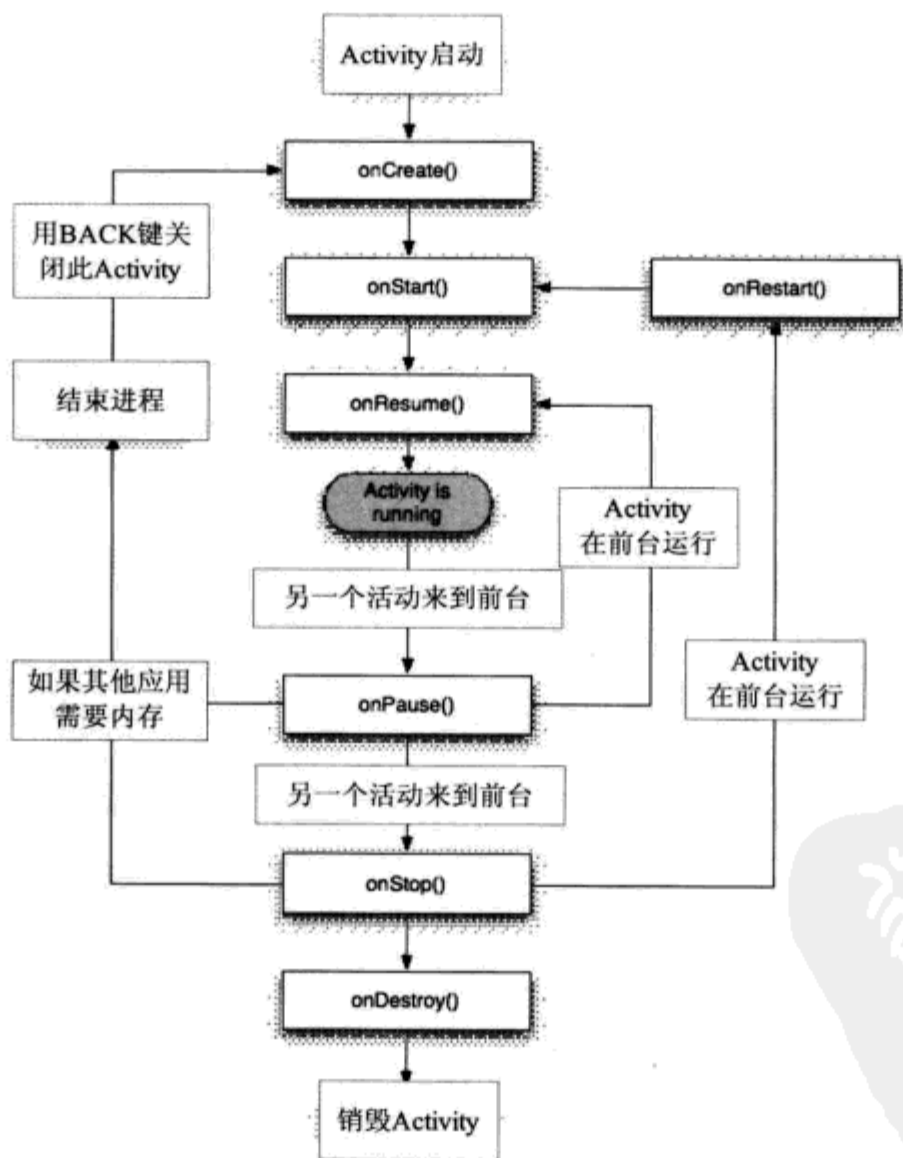 Activity启动
onCreate()
用BACK键关
闭此Activity
onStart()
onRestart()
结束进程
onResume()
Activity is
running
Activity
在前台运行
另一个活动来到前台
如果其他应用
需要内存
onPause()
Activity
在前台运行
另一个活动来到前台
onStop()
onDestroy()
销毁Activity